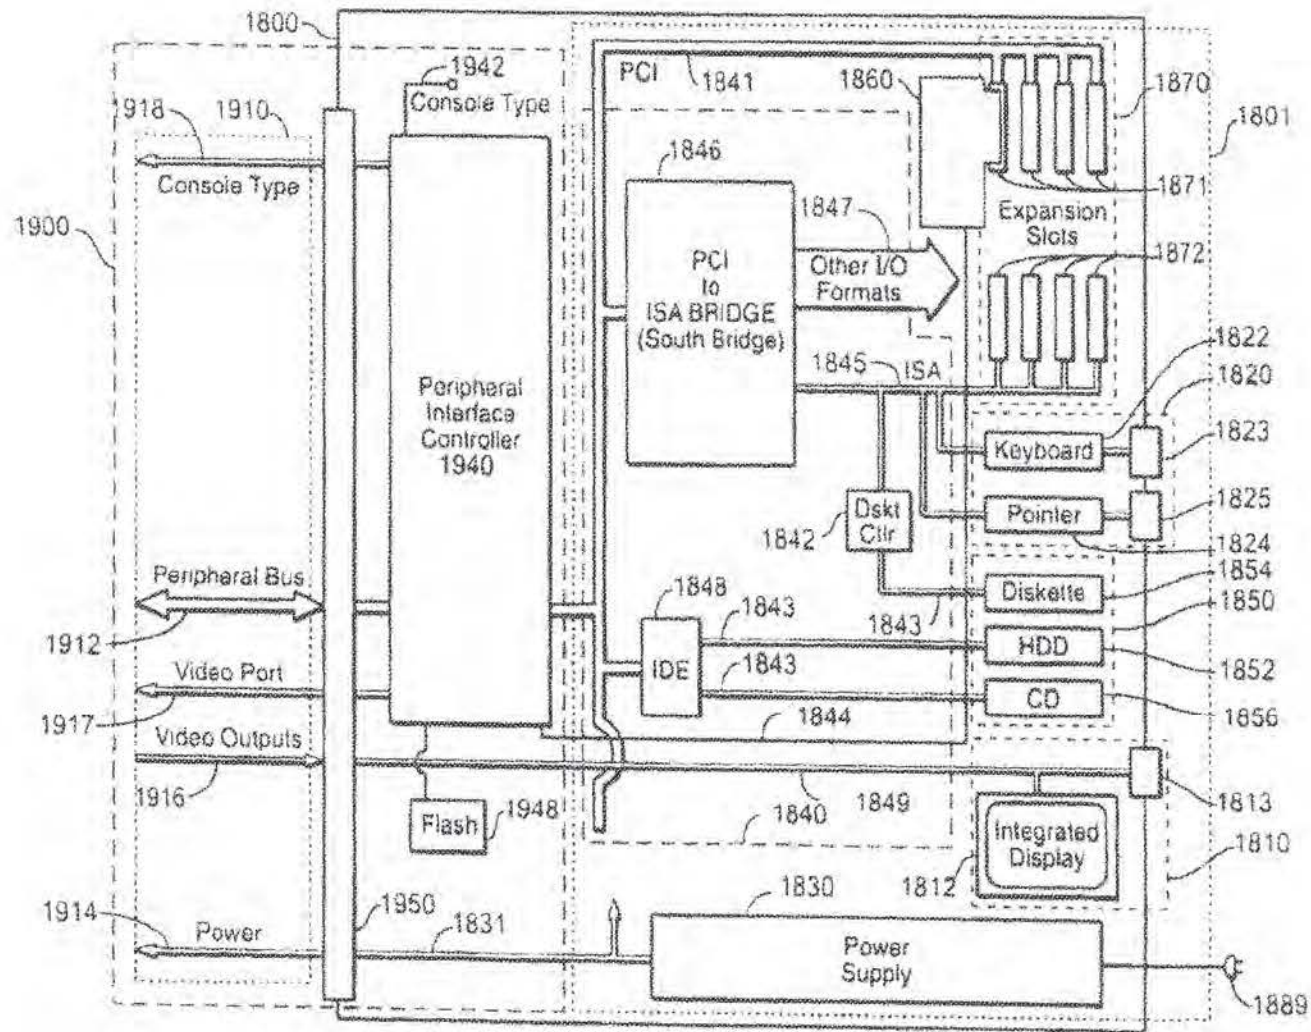 1800
1942
Console Type
PCI
1841
1860
1870
1801
1918
1910
Console Type
1846
1871
1847
Expansion
Slots
1900
PCI
to
ISA BRIDGE
(South Bridge)
Other I/O
Formats
1872
1822
1845
ISA
1820
Peripheral
Interface
Controller
1940
Keyboard
1823
Dskt
Ctlr
1842
Pointer
1825
1824
Peripheral Bus
1912
1848
1843
1843
Diskette
1854
1850
IDE
1843
HDD
1852
Video Port
1917
CD
1856
1844
Video Outputs
1916
1849
1813
Flash
1948
1840
Integrated
Display
1812
1810
1914
Power
1950
1831
1830
Power
Supply
1889